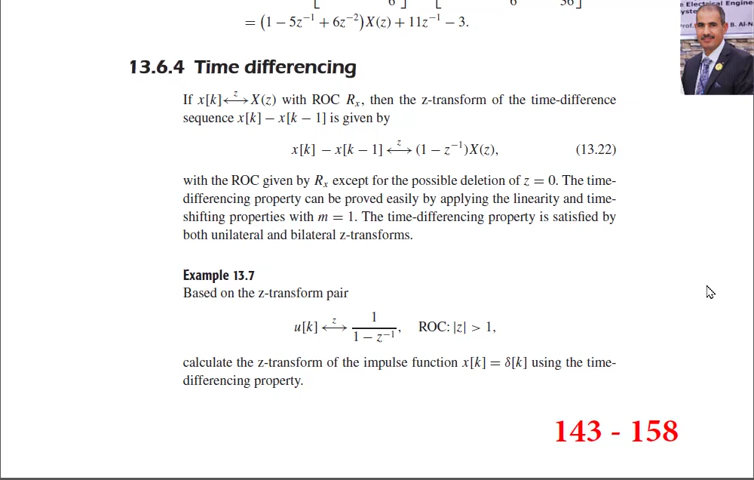 = (1 − 5z⁻¹ + 6z⁻²)X(z) + 11z⁻¹ − 3.
13.6.4 Time differencing
If x[k] ⟷ᶻ X(z) with ROC Rₓ, then the z-transform of the time-difference
sequence x[k] − x[k − 1] is given by
x[k] − x[k − 1] ⟷ᶻ (1 − z⁻¹)X(z), (13.22)
with the ROC given by Rₓ except for the possible deletion of z = 0. The time-
differencing property can be proved easily by applying the linearity and time-
shifting properties with m = 1. The time-differencing property is satisfied by
both unilateral and bilateral z-transforms.
Example 13.7
Based on the z-transform pair
u[k] ⟷ᶻ 1 / (1 − z⁻¹), ROC: |z| > 1,
calculate the z-transform of the impulse function x[k] = δ[k] using the time-
differencing property.
143 - 158